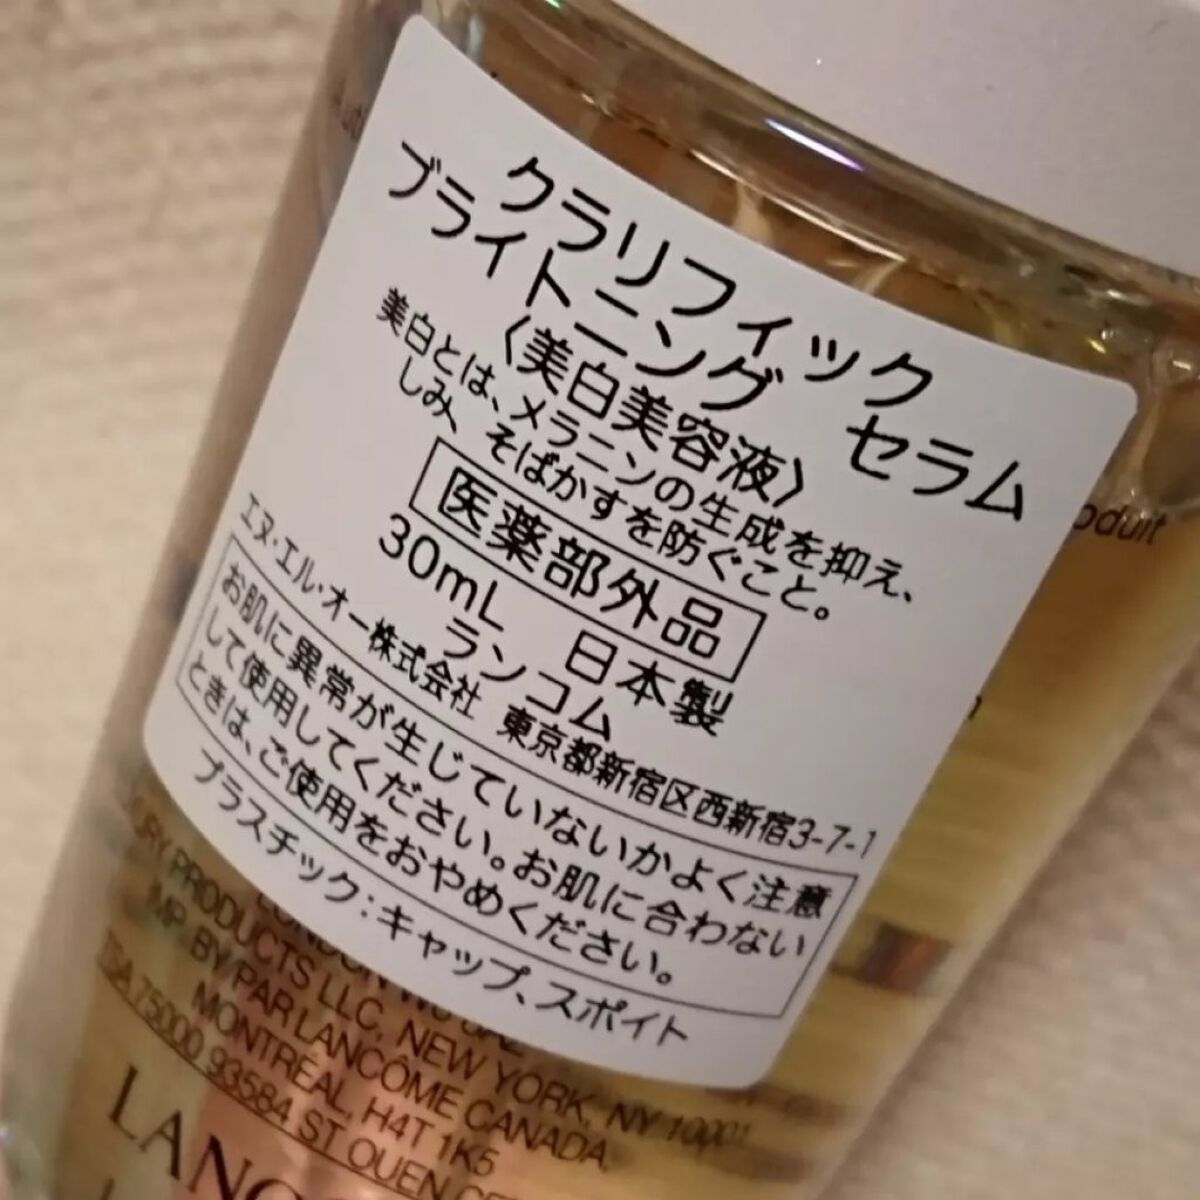 クラリフィック
ブライトニング セラム
〈美白美容液〉
美白とは、メラニンの生成を抑え、
しみ、そばかすを防ぐこと。
医薬部外品
30mL 日本製
ランコム
エヌ・エル・オー株式会社 東京都新宿区西新宿3-7-1
お肌に異常が生じていないかよく注意
して使用してください。お肌に合わない
ときは、ご使用をおやめください。
プラスチック:キャップ、スポイト
PRODUCTS LLC, NEW YORK, NY 10001
IMP. BY/PAR LANCÔME CANADA,
MONTRÉAL, H4T 1K5
TSA 75000 93584 ST OUEN